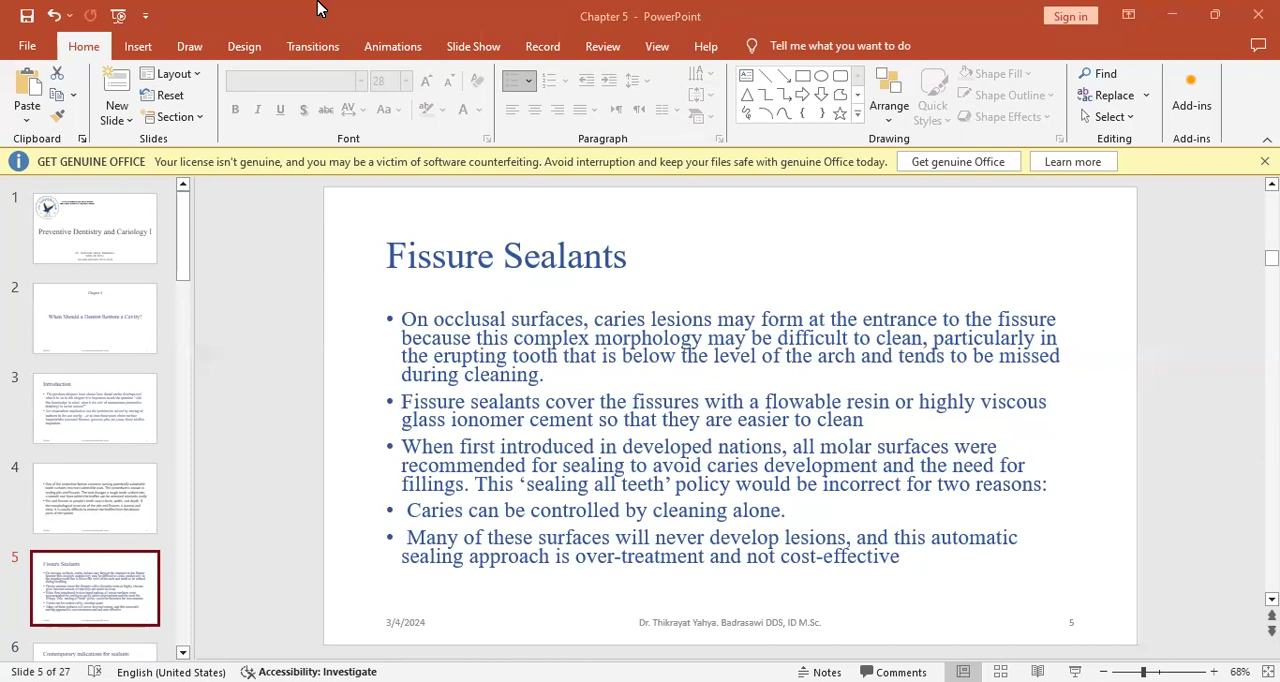 Chapter 5 - PowerPoint
Sign in
File Home Insert Draw Design Transitions Animations Slide Show Record Review View Help Tell me what you want to do
Paste
New Slide
Layout
Reset
Section
28
Arrange
Quick Styles
Shape Fill
Shape Outline
Shape Effects
Find
Replace
Select
Add-ins
Clipboard Slides Font Paragraph Drawing Editing Add-ins
GET GENUINE OFFICE Your license isn't genuine, and you may be a victim of software counterfeiting. Avoid interruption and keep your files safe with genuine Office today. Get genuine Office Learn more
1
Preventive Dentistry and Cariology I
2
When Should a Dentist Restore a Cavity?
3
Introduction
4
5
Fissure Sealants
6
Contemporary indications for sealants
Fissure Sealants
• On occlusal surfaces, caries lesions may form at the entrance to the fissure
because this complex morphology may be difficult to clean, particularly in
the erupting tooth that is below the level of the arch and tends to be missed
during cleaning.
• Fissure sealants cover the fissures with a flowable resin or highly viscous
glass ionomer cement so that they are easier to clean
• When first introduced in developed nations, all molar surfaces were
recommended for sealing to avoid caries development and the need for
fillings. This ‘sealing all teeth’ policy would be incorrect for two reasons:
• Caries can be controlled by cleaning alone.
• Many of these surfaces will never develop lesions, and this automatic
sealing approach is over-treatment and not cost-effective
3/4/2024 Dr. Thikrayat Yahya. Badrasawi DDS, ID M.Sc. 5
Slide 5 of 27 English (United States) Accessibility: Investigate Notes Comments 68%